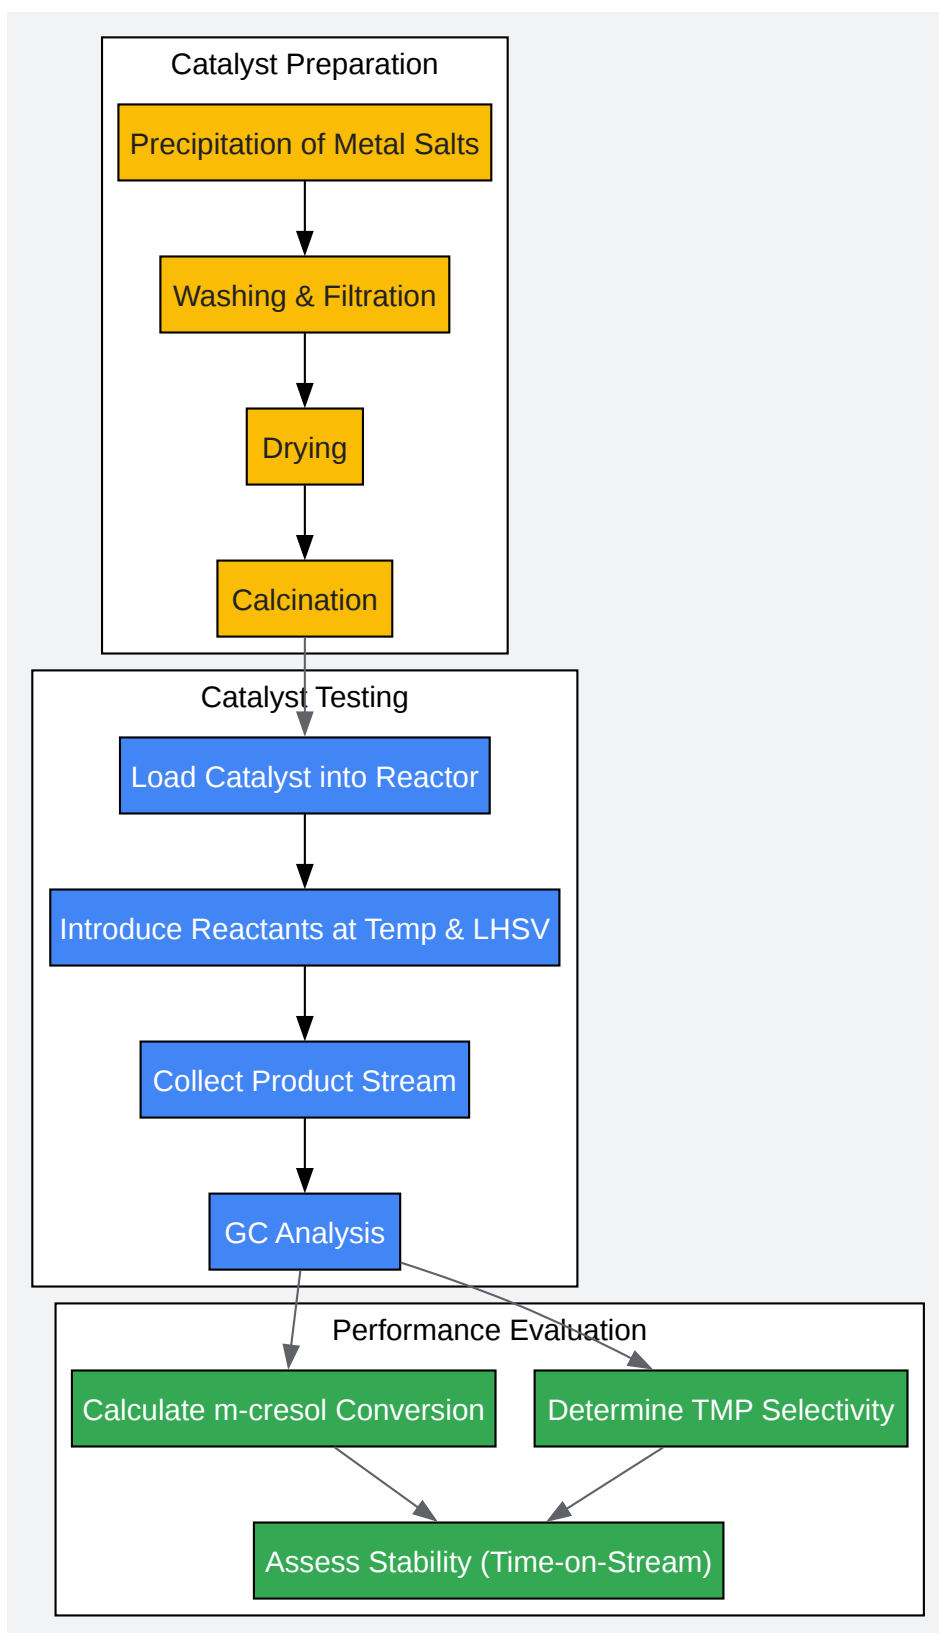 Catalyst Preparation
Precipitation of Metal Salts
Washing & Filtration
Drying
Calcination
Catalyst Testing
Load Catalyst into Reactor
Introduce Reactants at Temp & LHSV
Collect Product Stream
GC Analysis
Performance Evaluation
Calculate m-cresol Conversion
Determine TMP Selectivity
Assess Stability (Time-on-Stream)